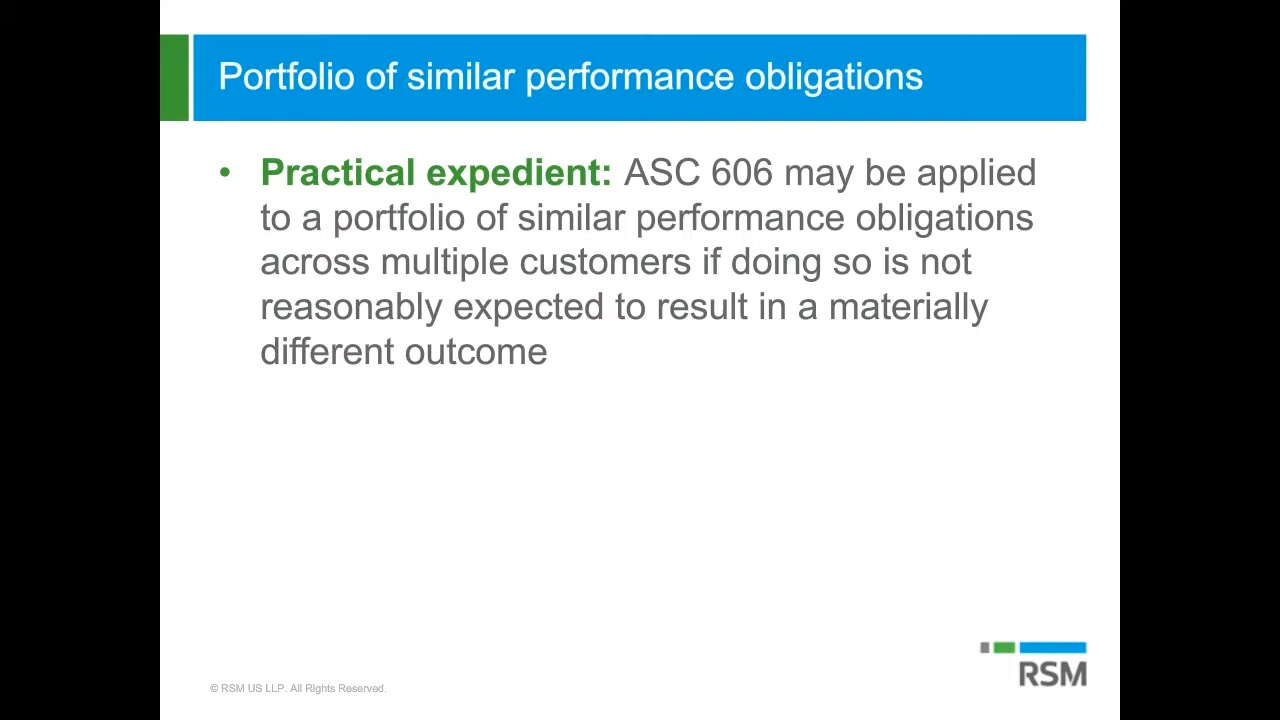 Portfolio of similar performance obligations
• Practical expedient: ASC 606 may be applied
to a portfolio of similar performance obligations
across multiple customers if doing so is not
reasonably expected to result in a materially
different outcome
© RSM US LLP. All Rights Reserved.
RSM